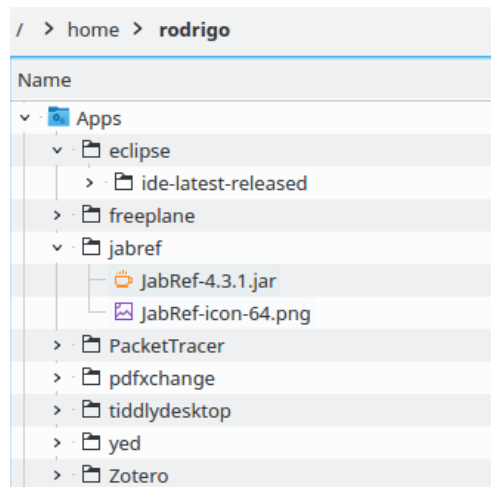 / > home > rodrigo
Name
Apps
eclipse
ide-latest-released
freeplane
jabref
JabRef-4.3.1.jar
JabRef-icon-64.png
PacketTracer
pdfxchange
tiddlydesktop
yed
Zotero